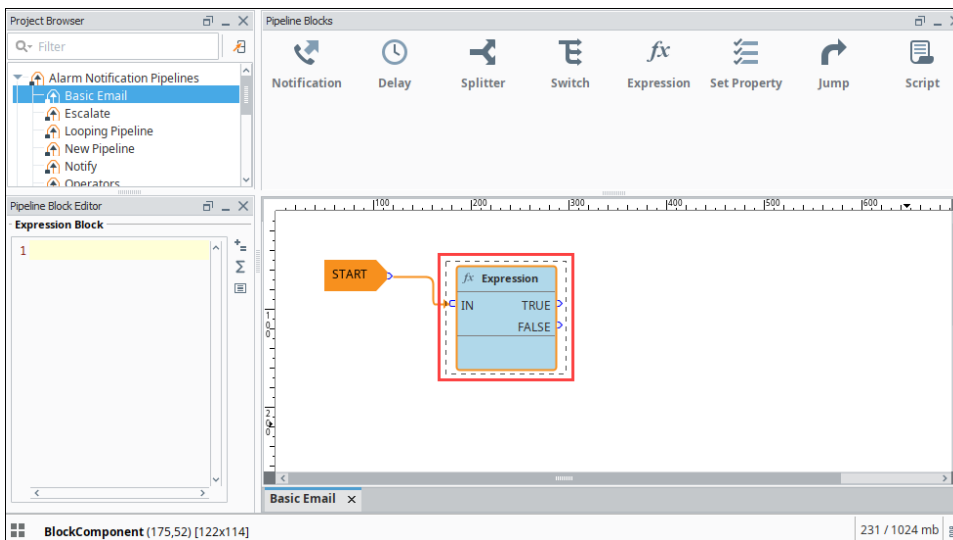 Project Browser
Filter
Alarm Notification Pipelines
Basic Email
Escalate
Looping Pipeline
New Pipeline
Notify
Operators
Pipeline Blocks
Notification Delay Splitter Switch fx Expression Set Property Jump Script
Pipeline Block Editor
Expression Block
1
Σ
100 200 300 400 500 600
100
200
START
fx Expression
IN TRUE
FALSE
Basic Email x
BlockComponent (175,52) [122x114]
231 / 1024 mb